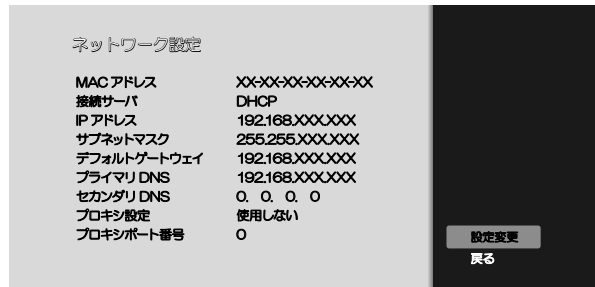 ネットワーク設定
MAC アドレス XX-XX-XX-XX-XX-XX
接続サーバ DHCP
IP アドレス 192.168.XXX.XXX
サブネットマスク 255.255.XXX.XXX
デフォルトゲートウェイ 192.168.XXX.XXX
プライマリ DNS 192.168.XXX.XXX
セカンダリ DNS 0. 0. 0. 0
プロキシ設定 使用しない
プロキシポート番号 0
設定変更
戻る